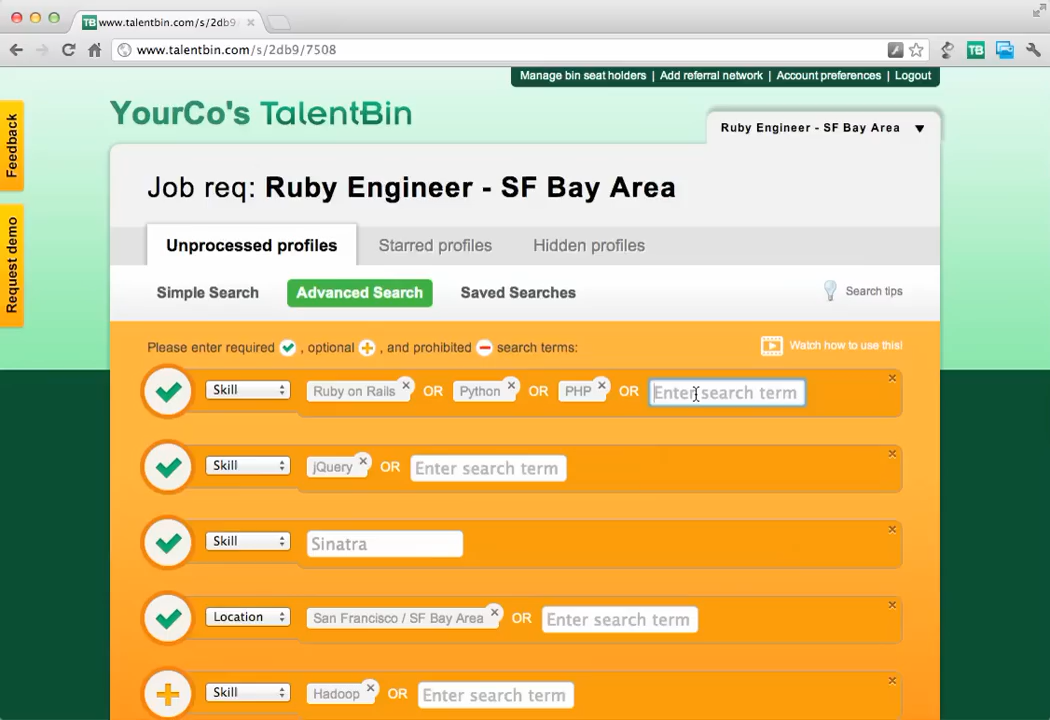 www.talentbin.com/s/2db9
www.talentbin.com/s/2db9/7508
TB
Manage bin seat holders | Add referral network | Account preferences | Logout
YourCo's TalentBin
Ruby Engineer - SF Bay Area ▼
Feedback
Request demo
Job req: Ruby Engineer - SF Bay Area
Unprocessed profiles Starred profiles Hidden profiles
Simple Search Advanced Search Saved Searches Search tips
Please enter required , optional , and prohibited search terms: Watch how to use this!
Skill Ruby on Rails OR Python OR PHP OR Enter search term
Skill jQuery OR Enter search term
Skill Sinatra
Location San Francisco / SF Bay Area OR Enter search term
Skill Hadoop OR Enter search term